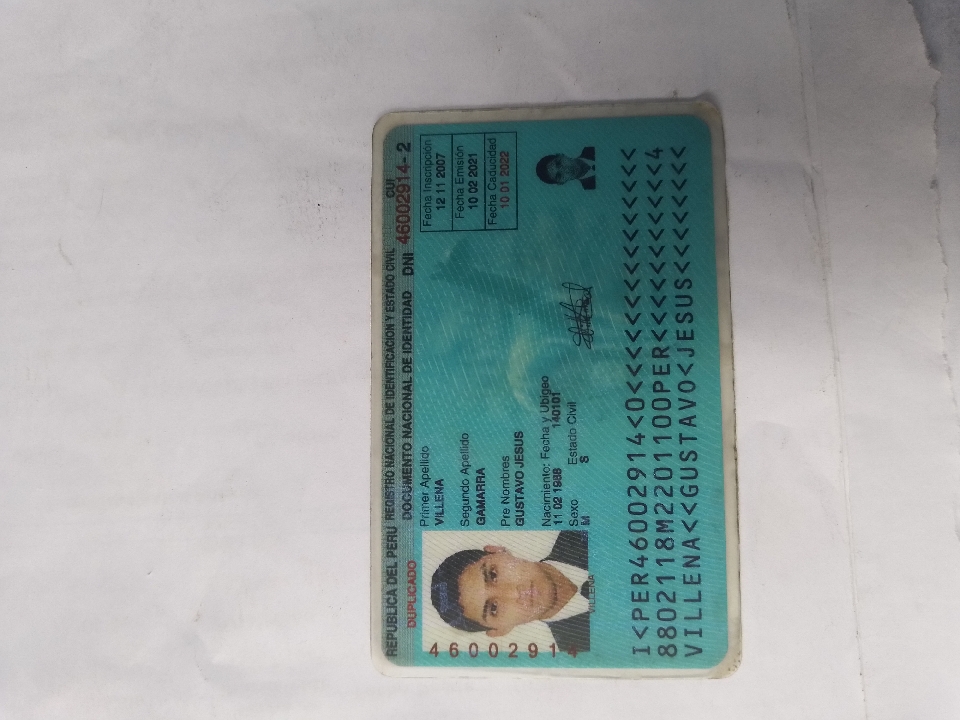 REPUBLICA DEL PERU REGISTRO NACIONAL DE IDENTIFICACION Y ESTADO CIVIL CUI
DUPLICADO DOCUMENTO NACIONAL DE IDENTIDAD DNI 46002914-2
Primer Apellido
VILLENA
Segundo Apellido
GAMARRA
Pre Nombres
GUSTAVO JESUS
Nacimiento: Fecha y Ubigeo
11 02 1988 140101
Sexo Estado Civil
M S
Fecha Inscripción
12 11 2007
Fecha Emisión
10 02 2021
Fecha Caducidad
10 01 2022
46002914
VILLENA
I<PER46002914<0<<<<<<<<<<<<<<<
8802118M2201100PER<<<<<<<<<<<4
VILLENA<<GUSTAVO<JESUS<<<<<<<<